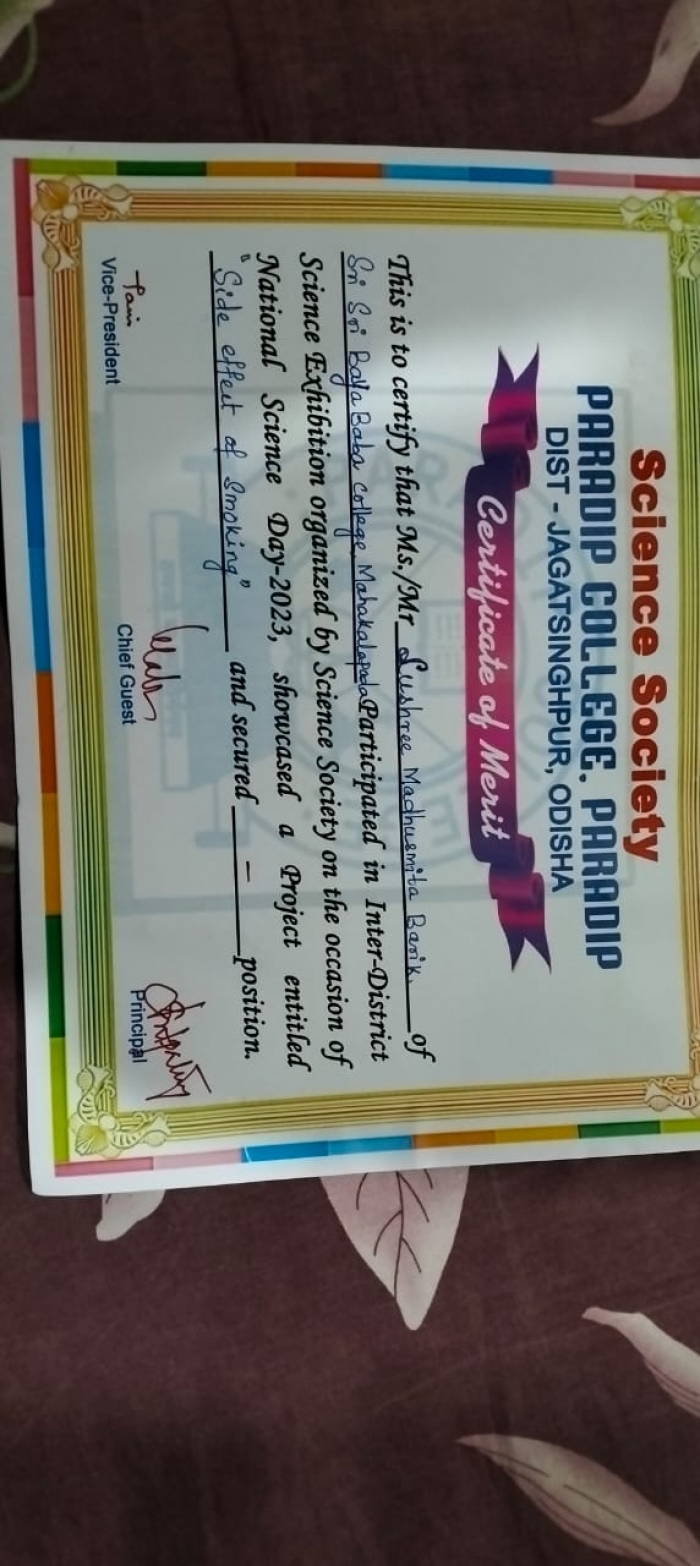 Science Society
PARADIP COLLEGE, PARADIP
DIST - JAGATSINGHPUR, ODISHA
Certificate of Merit
This is to certify that Ms./Mr Sushree Madhusmita Barik. of
Sri Sri Baya Baba College, Mahakalapada Participated in Inter-District
Science Exhibition organized by Science Society on the occasion of
National Science Day-2023, showcased a Project entitled
"Side effect of Smoking" and secured - position.
Vice-President
Chief Guest
Principal